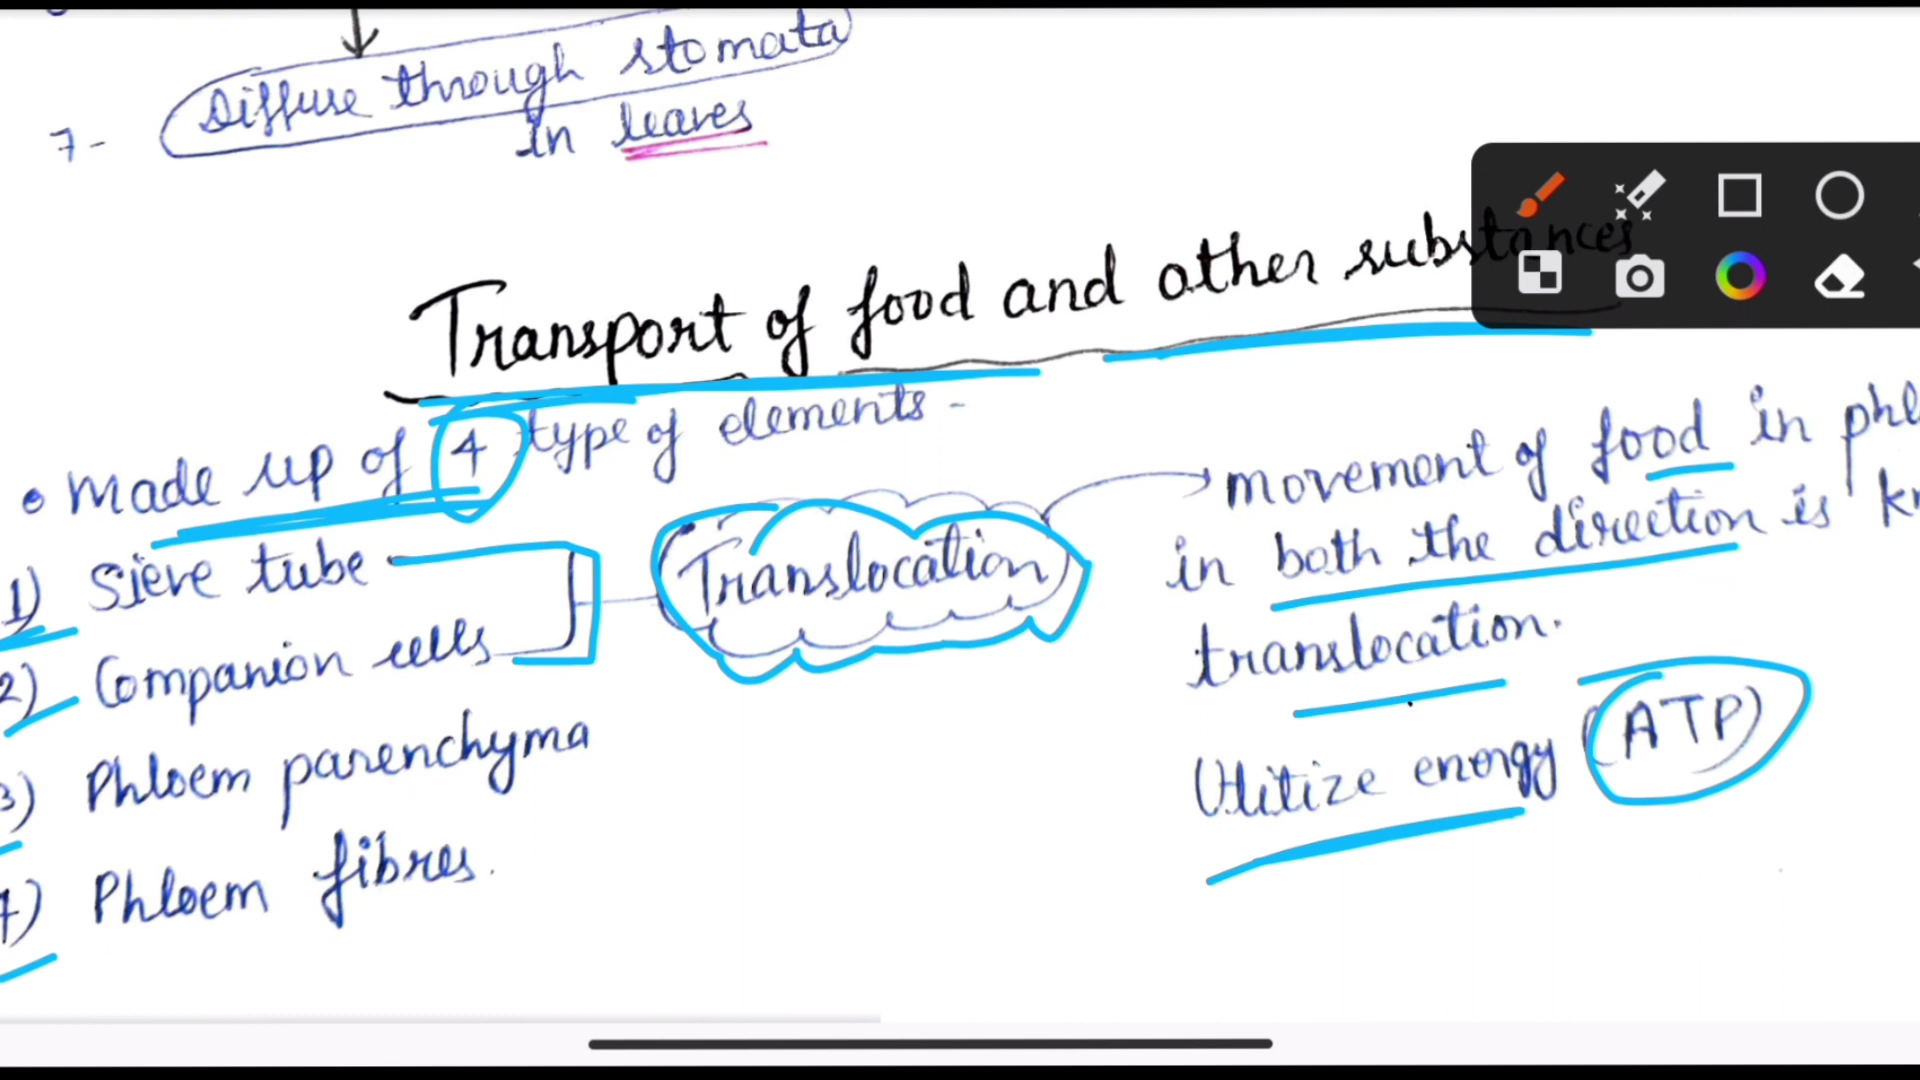 Diffuse through stomata
7- in leaves
Transport of food and other substances
• Made up of 4 type of elements -
1) Sieve tube
2) Companion cells
3) Phloem parenchyma
4) Phloem fibres.
Translocation
movement of food in
in both the direction is
translocation.
Utitize energy (ATP)